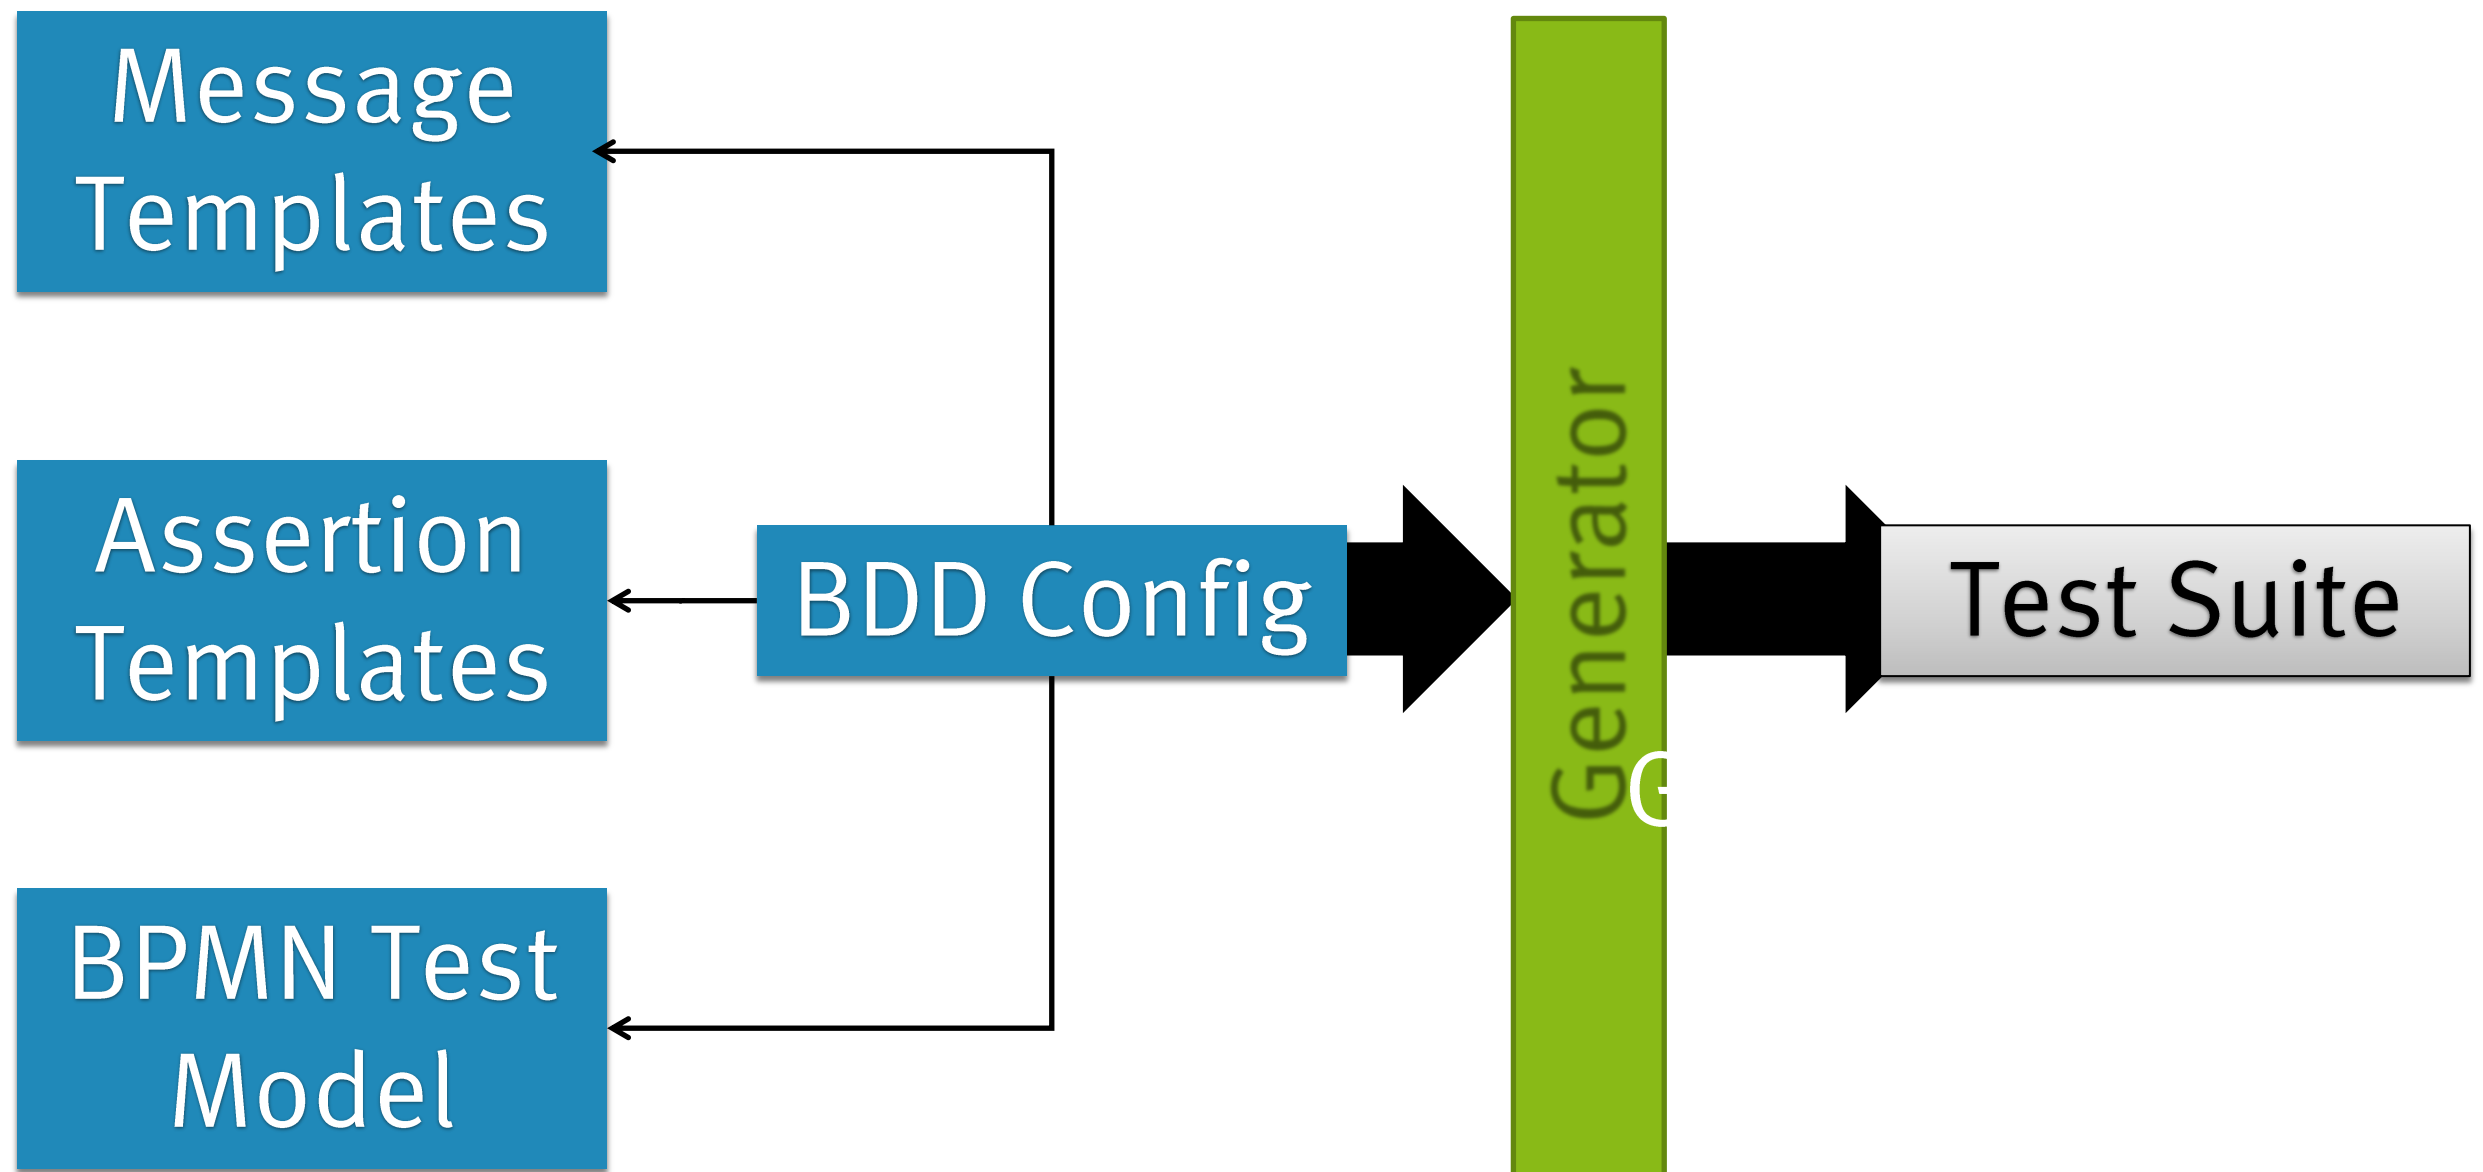 Message
Templates
Assertion
Templates
BPMN Test
Model
BDD Config
Generator
G
Test Suite